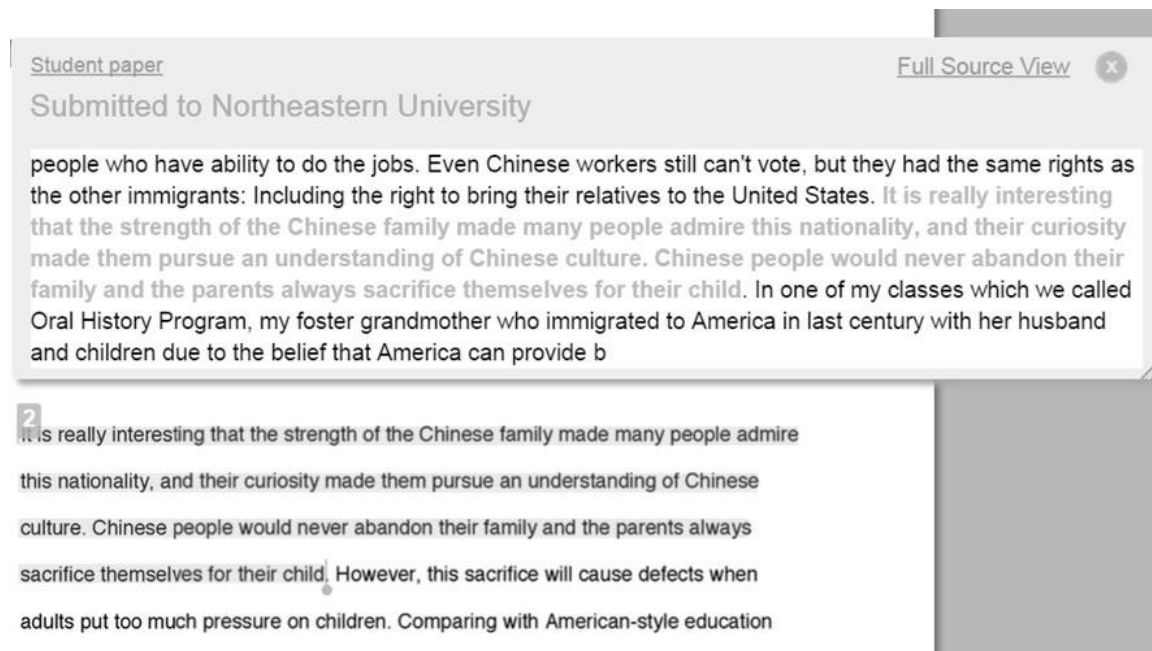 Student paper
Full Source View
x
Submitted to Northeastern University
people who have ability to do the jobs. Even Chinese workers still can't vote, but they had the same rights as
the other immigrants: Including the right to bring their relatives to the United States. It is really interesting
that the strength of the Chinese family made many people admire this nationality, and their curiosity
made them pursue an understanding of Chinese culture. Chinese people would never abandon their
family and the parents always sacrifice themselves for their child. In one of my classes which we called
Oral History Program, my foster grandmother who immigrated to America in last century with her husband
and children due to the belief that America can provide b
2
It is really interesting that the strength of the Chinese family made many people admire
this nationality, and their curiosity made them pursue an understanding of Chinese
culture. Chinese people would never abandon their family and the parents always
sacrifice themselves for their child. However, this sacrifice will cause defects when
adults put too much pressure on children. Comparing with American-style education